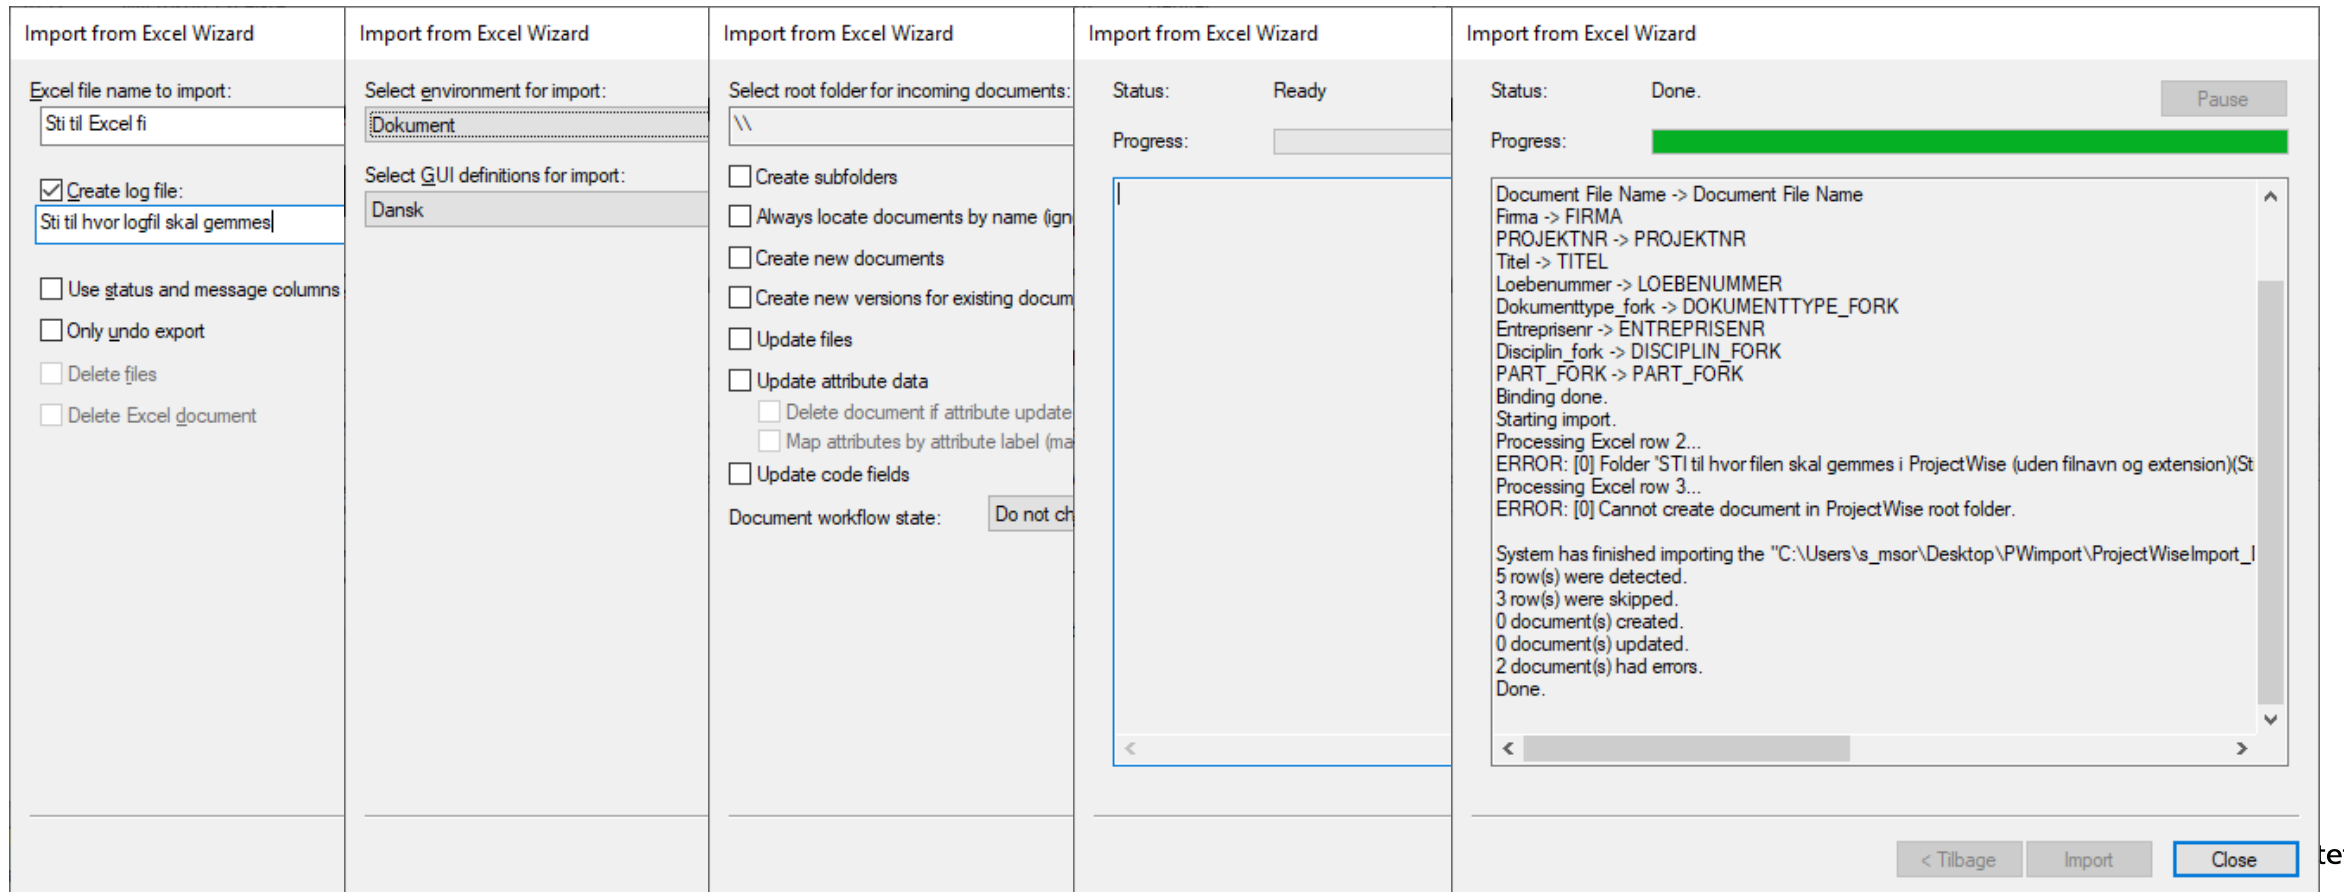 Import from Excel Wizard
Excel file name to import:
Sti til Excel fi
Create log file:
Sti til hvor logfil skal gemmes
Use status and message columns
Only undo export
Delete files
Delete Excel document
Import from Excel Wizard
Select environment for import:
Dokument
Select GUI definitions for import:
Dansk
Import from Excel Wizard
Select root folder for incoming documents:
\\
Create subfolders
Always locate documents by name (ign
Create new documents
Create new versions for existing docum
Update files
Update attribute data
Delete document if attribute update
Map attributes by attribute label (ma
Update code fields
Document workflow state: Do not ch
Import from Excel Wizard
Status: Ready
Progress:
Import from Excel Wizard
Status: Done.
Pause
Progress:
Document File Name -> Document File Name
Firma -> FIRMA
PROJEKTNR -> PROJEKTNR
Titel -> TITEL
Loebenummer -> LOEBENUMMER
Dokumenttype_fork -> DOKUMENTTYPE_FORK
Entreprisenr -> ENTREPRISENR
Disciplin_fork -> DISCIPLIN_FORK
PART_FORK -> PART_FORK
Binding done.
Starting import.
Processing Excel row 2...
ERROR: [0] Folder 'STI til hvor filen skal gemmes i ProjectWise (uden filnavn og extension)(St
Processing Excel row 3...
ERROR: [0] Cannot create document in ProjectWise root folder.
System has finished importing the "C:\Users\s_msor\Desktop\PWimport\ProjectWiseImport_
5 row(s) were detected.
3 row(s) were skipped.
0 document(s) created.
0 document(s) updated.
2 document(s) had errors.
Done.
< Tilbage
Import
Close